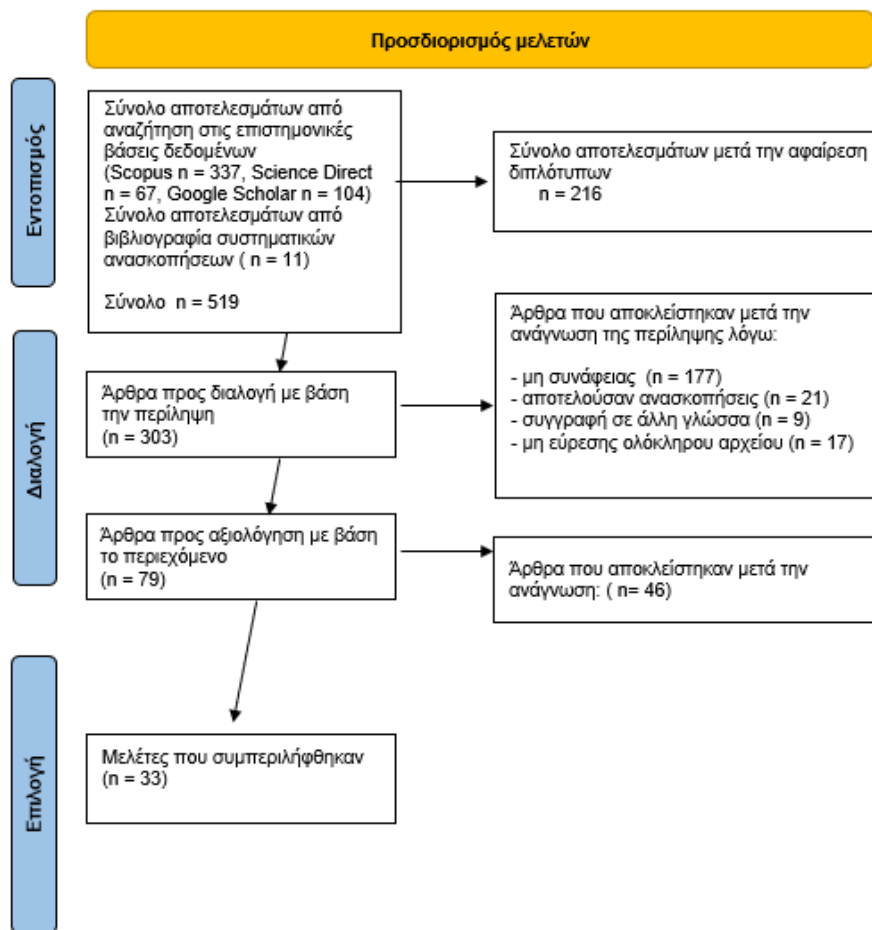 Προσδιορισμός μελετών
Εντοπισμός
Σύνολο αποτελεσμάτων από
αναζήτηση στις επιστημονικές
βάσεις δεδομένων
(Scopus n = 337, Science Direct
n = 67, Google Scholar n = 104)
Σύνολο αποτελεσμάτων από
βιβλιογραφία συστηματικών
ανασκοπήσεων ( n = 11)
Σύνολο n = 519
Σύνολο αποτελεσμάτων μετά την αφαίρεση
διπλότυπων
n = 216
Διαλογή
Άρθρα προς διαλογή με βάση
την περίληψη
(n = 303)
Άρθρα που αποκλείστηκαν μετά την
ανάγνωση της περίληψης λόγω:
- μη συνάφειας (n = 177)
- αποτελούσαν ανασκοπήσεις (n = 21)
- συγγραφή σε άλλη γλώσσα (n = 9)
- μη εύρεσης ολόκληρου αρχείου (n = 17)
Άρθρα προς αξιολόγηση με βάση
το περιεχόμενο
(n = 79)
Άρθρα που αποκλείστηκαν μετά την
ανάγνωση: ( n= 46)
Επιλογή
Μελέτες που συμπεριλήφθηκαν
(n = 33)